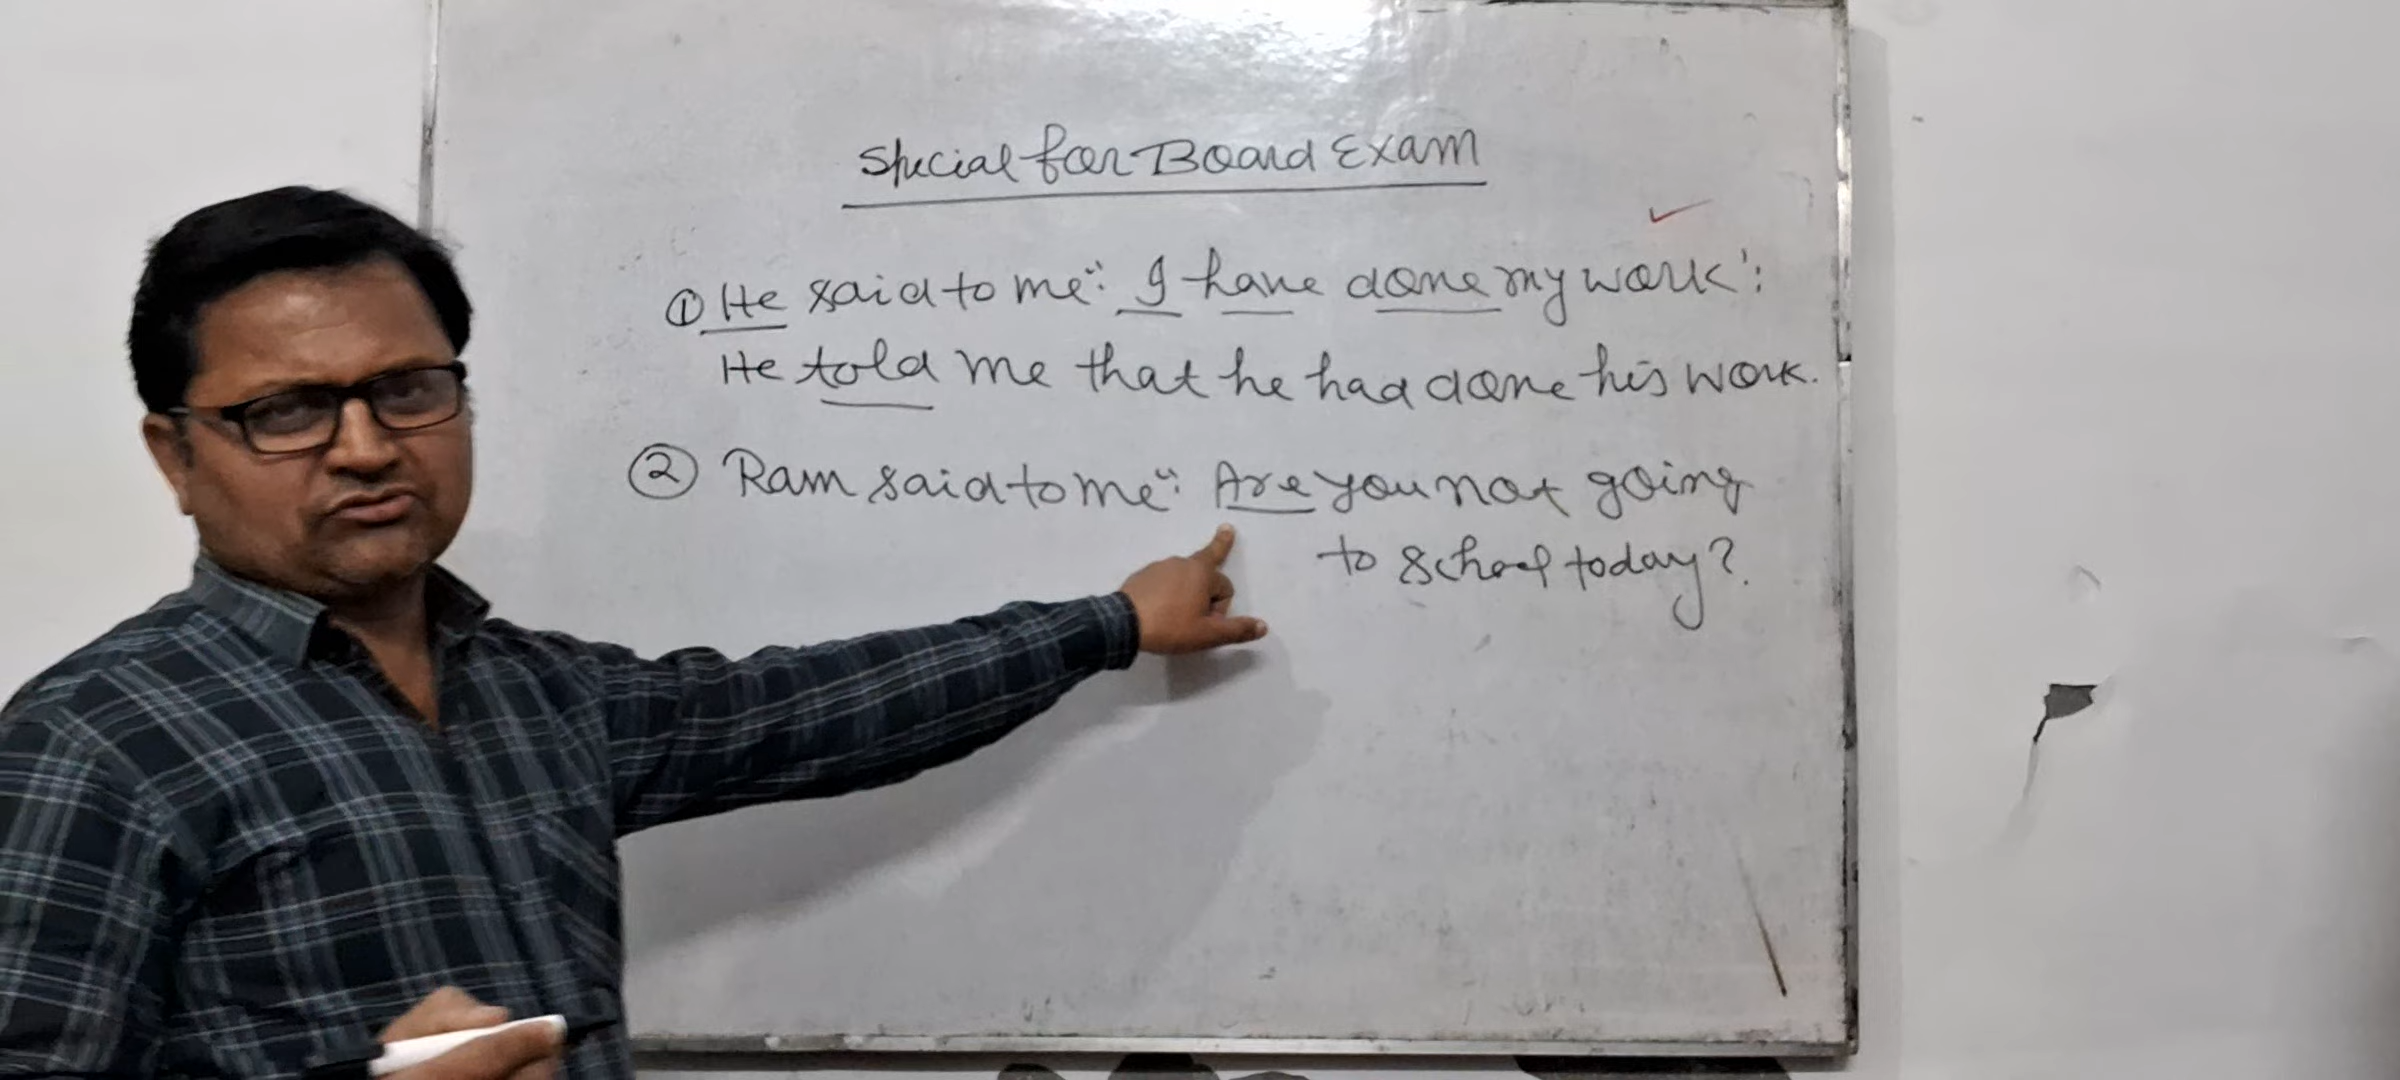 Special for Board Exam
① He said to me": I have done my work':
He told me that he had done his work.
② Ram said to me": Are you not going
to school today?